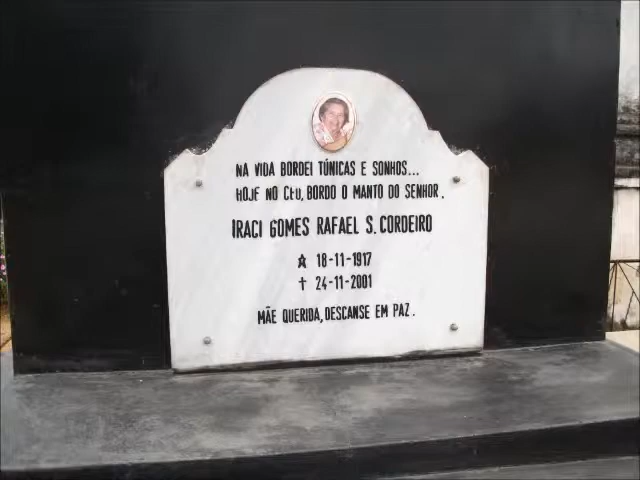 NA VIDA BORDEI TÚNICAS E SONHOS...
HOJE NO CÉU, BORDO O MANTO DO SENHOR.
IRACI GOMES RAFAEL S. CORDEIRO
☆ 18-11-1917
† 24-11-2001
MÃE QUERIDA, DESCANSE EM PAZ.